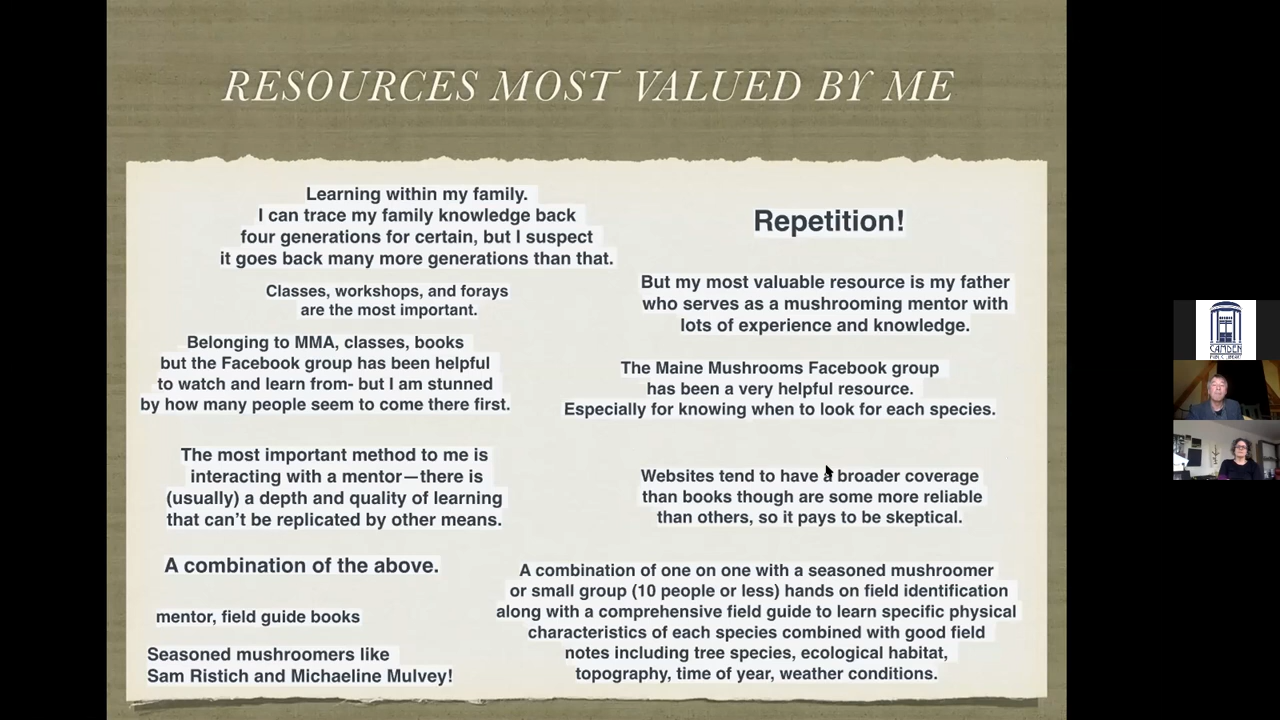 RESOURCES MOST VALUED BY ME
Learning within my family.
I can trace my family knowledge back
four generations for certain, but I suspect
it goes back many more generations than that.
Classes, workshops, and forays
are the most important.
Belonging to MMA, classes, books
but the Facebook group has been helpful
to watch and learn from- but I am stunned
by how many people seem to come there first.
The most important method to me is
interacting with a mentor—there is
(usually) a depth and quality of learning
that can't be replicated by other means.
A combination of the above.
mentor, field guide books
Seasoned mushroomers like
Sam Ristich and Michaeline Mulvey!
Repetition!
But my most valuable resource is my father
who serves as a mushrooming mentor with
lots of experience and knowledge.
The Maine Mushrooms Facebook group
has been a very helpful resource.
Especially for knowing when to look for each species.
Websites tend to have a broader coverage
than books though are some more reliable
than others, so it pays to be skeptical.
A combination of one on one with a seasoned mushroomer
or small group (10 people or less) hands on field identification
along with a comprehensive field guide to learn specific physical
characteristics of each species combined with good field
notes including tree species, ecological habitat,
topography, time of year, weather conditions.
CAMDEN
PUBLIC LIBRARY